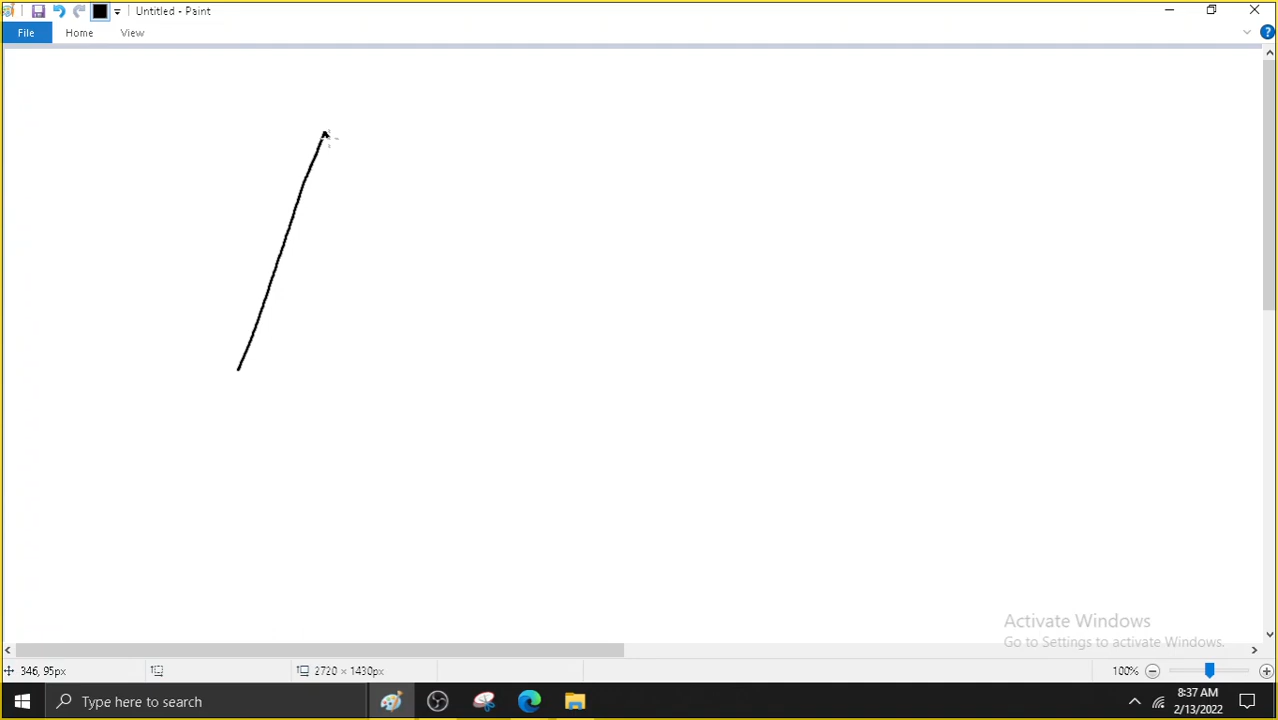 Untitled - Paint
File Home View
Activate Windows
Go to Settings to activate Windows.
346, 95px 2720 × 1430px 100%
Type here to search
8:37 AM
2/13/2022